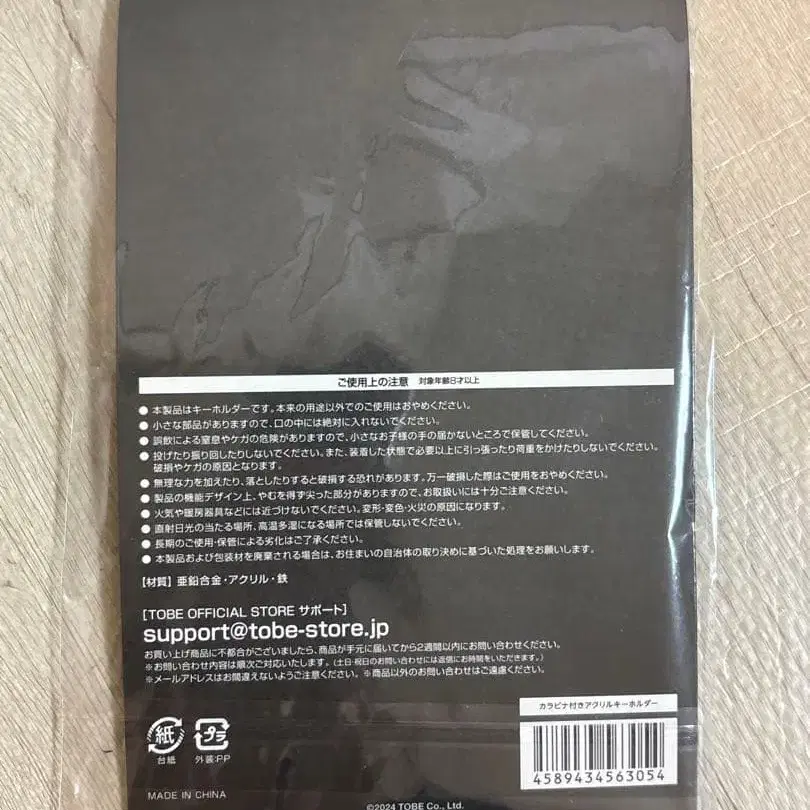 ご使用上の注意 対象年齢8才以上
● 本製品はキーホルダーです。本来の用途以外でのご使用はおやめください。
● 小さな部品がありますので、口の中には絶対に入れないでください。
● 誤飲による窒息やケガの危険がありますので、小さなお子様の手の届かないところで保管してください。
● 投げたり振り回したりしないでください。また、装着した状態で必要以上に引っ張ったり荷重をかけたりしないでください。
破損やケガの原因となります。
● 無理な力を加えたり、落としたりすると破損する恐れがあります。万一破損した際はご使用をおやめください。
● 製品の機能デザイン上、やむを得ず尖った部分がありますので、お取扱いには十分ご注意ください。
● 火気や暖房器具などには近づけないでください。変形・変色・火災の原因になります。
● 直射日光の当たる場所、高温多湿になる場所では保管しないでください。
● 長期のご使用・保管による劣化はご了承ください。
● 本製品および包装材を廃棄される場合は、お住まいの自治体の取り決めに基づいた処理をお願いします。
【材質】亜鉛合金・アクリル・鉄
[TOBE OFFICIAL STORE サポート]
support@tobe-store.jp
お買い上げ商品に不都合がございましたら、商品が手元に届いてから2週間以内にお問い合わせください。
※お問い合わせ内容は順次ご対応いたします。(土日・祝日のお問い合わせには返信にお時間をいただきます。)
※メールアドレスはお間違えないようご注意ください。 ※商品以外のお問い合わせはご遠慮ください。
カラビナ付きアクリルキーホルダー
紙 プラ
台紙 外装:PP
4589434563054
MADE IN CHINA
©2024 TOBE Co., Ltd.